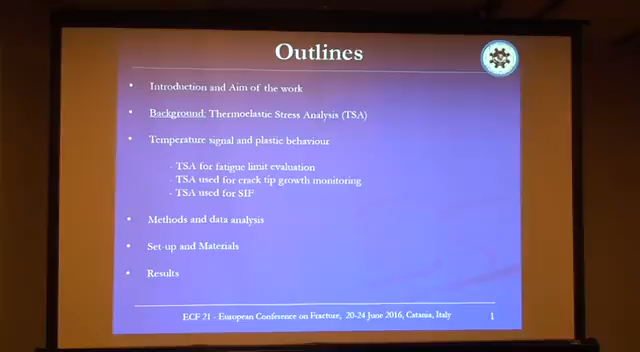 Outlines
• Introduction and Aim of the work
• Background: Thermoelastic Stress Analysis (TSA)
• Temperature signal and plastic behaviour
- TSA for fatigue limit evaluation
- TSA used for crack tip growth monitoring
- TSA used for SIF
• Methods and data analysis
• Set-up and Materials
• Results
ECF 21 - European Conference on Fracture, 20-24 June 2016, Catania, Italy 1